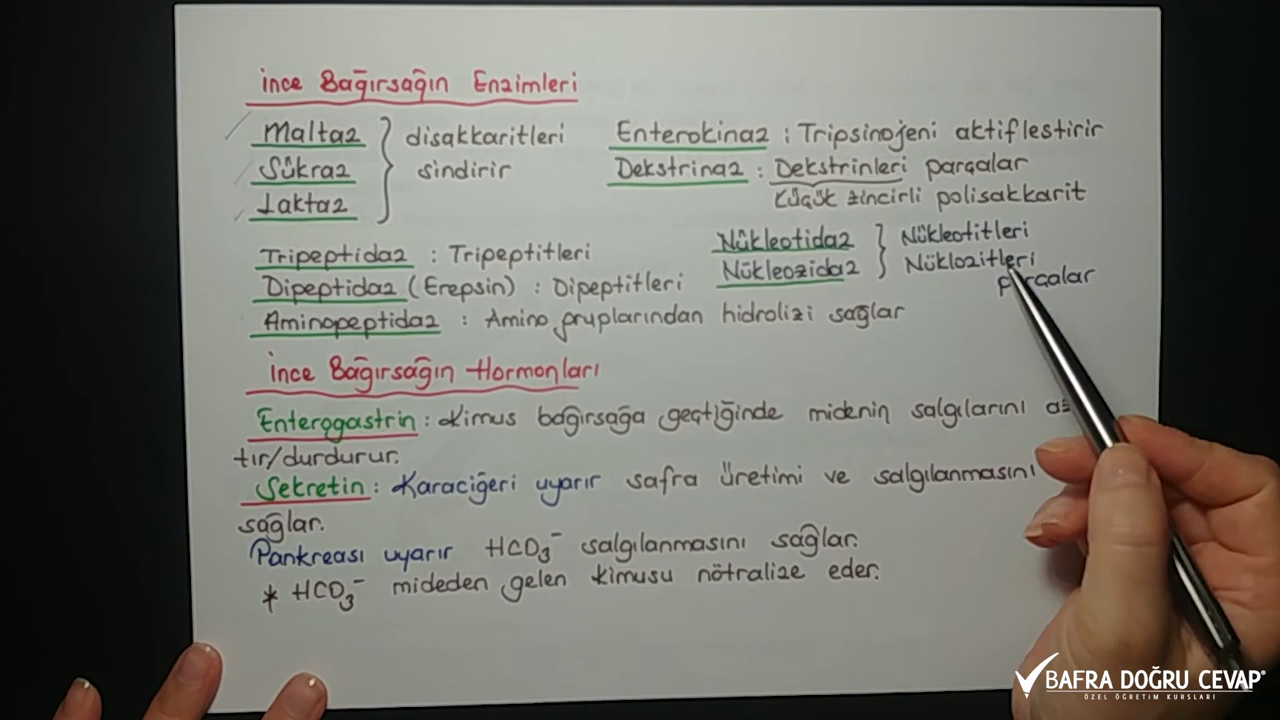 İnce Bağırsağın Enzimleri
Maltaz
Sükraz
Laktaz
disakkaritleri
sindirir
Enterokinaz : Tripsinojeni aktifleştirir
Dekstrinaz : Dekstrinleri parçalar
küçük zincirli polisakkarit
Tripeptidaz : Tripeptitleri
Dipeptidaz (Erepsin) : Dipeptitleri
Aminopeptidaz : Amino gruplarından hidrolizi sağlar
Nükleotidaz
Nükleozidaz
Nükleotitleri
Nüklozitleri
parçalar
İnce Bağırsağın Hormonları
Enterogastrin : Kimus bağırsağa geçtiğinde midenin salgılarını
tır/durdurur.
Sekretin : Karaciğeri uyarır safra üretimi ve salgılanmasını
sağlar.
Pankreası uyarır HCO3⁻ salgılanmasını sağlar.
* HCO3⁻ mideden gelen kimusu nötralize eder.
BAFRA DOĞRU CEVAP®
ÖZEL ÖĞRETİM KURSLARI